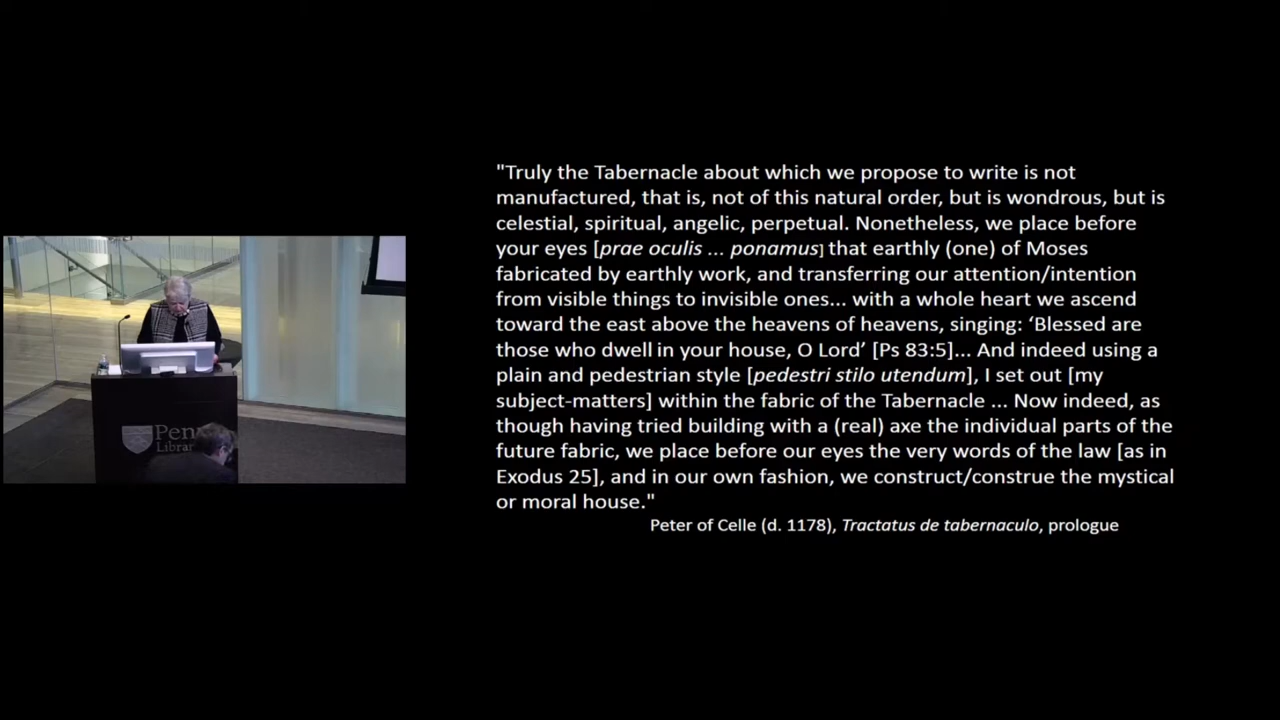 "Truly the Tabernacle about which we propose to write is not
manufactured, that is, not of this natural order, but is wondrous, but is
celestial, spiritual, angelic, perpetual. Nonetheless, we place before
your eyes [prae oculis ... ponamus] that earthly (one) of Moses
fabricated by earthly work, and transferring our attention/intention
from visible things to invisible ones... with a whole heart we ascend
toward the east above the heavens of heavens, singing: ‘Blessed are
those who dwell in your house, O Lord’ [Ps 83:5]... And indeed using a
plain and pedestrian style [pedestri stilo utendum], I set out [my
subject-matters] within the fabric of the Tabernacle ... Now indeed, as
though having tried building with a (real) axe the individual parts of the
future fabric, we place before our eyes the very words of the law [as in
Exodus 25], and in our own fashion, we construct/construe the mystical
or moral house."
Peter of Celle (d. 1178), Tractatus de tabernaculo, prologue
Penn